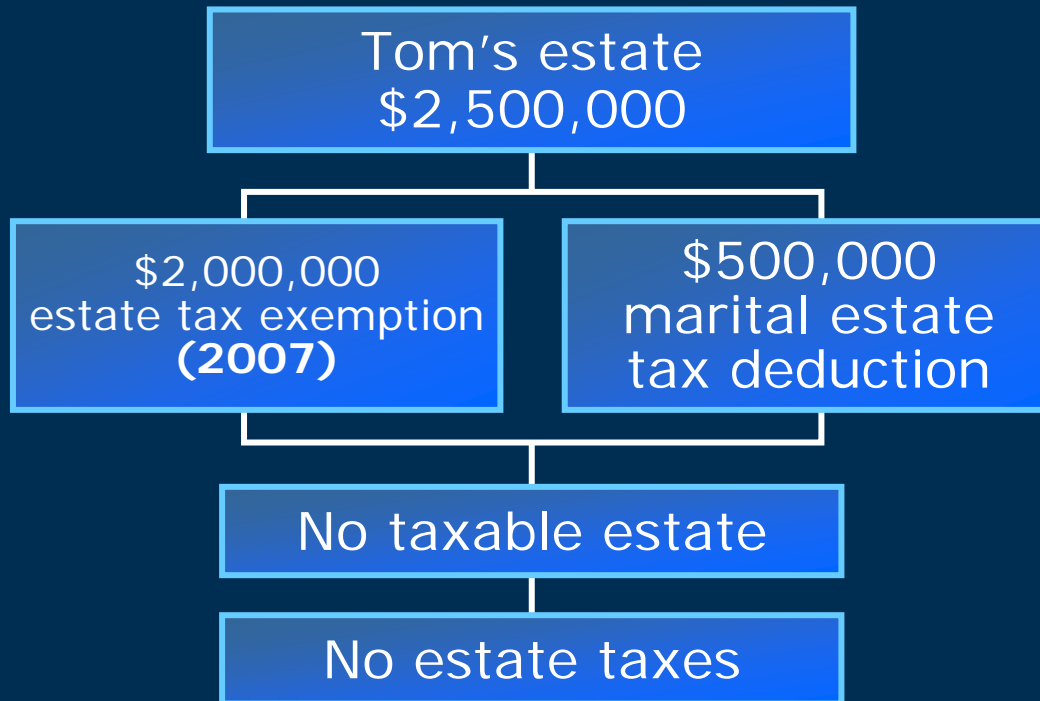 Tom’s estate
$2,500,000
$2,000,000
estate tax exemption
(2007)
$500,000
marital estate
tax deduction
No taxable estate
No estate taxes